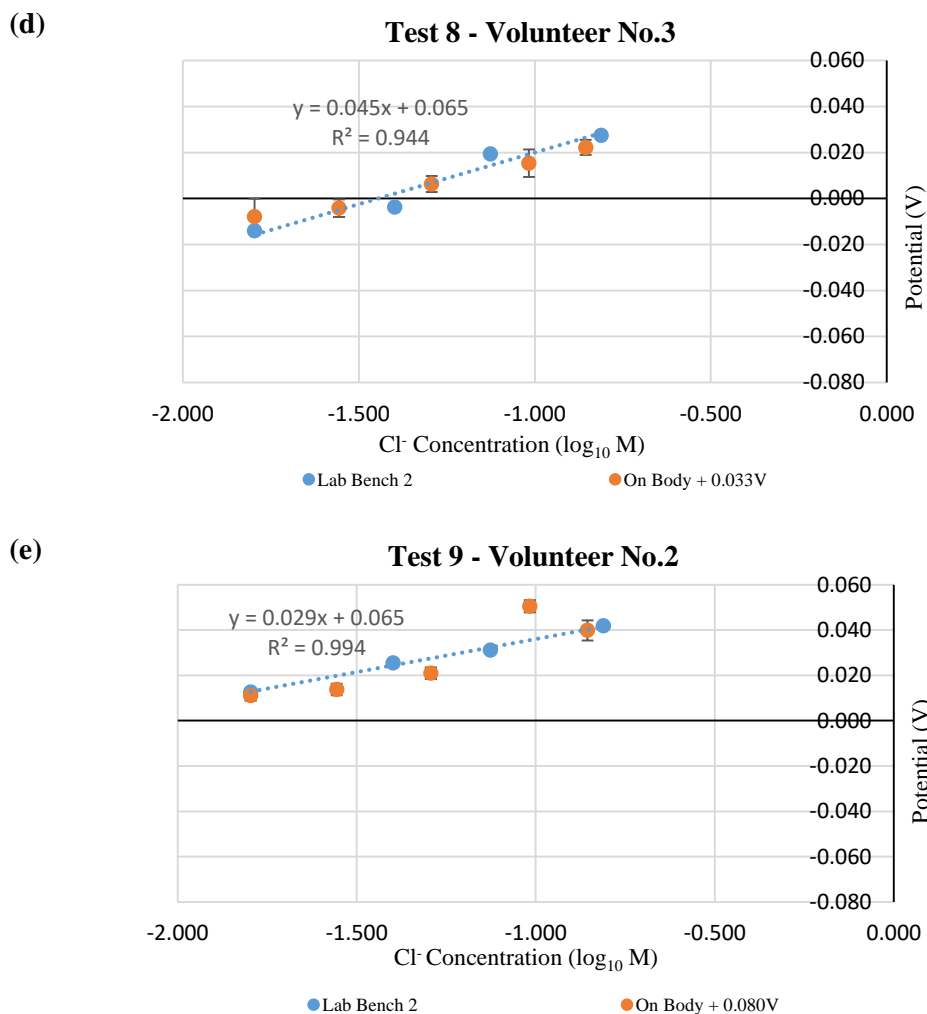 (d)
Test 8 - Volunteer No.3
0.060
0.040
0.020
0.000
-0.020
-0.040
-0.060
-0.080
Potential (V)
y = 0.045x + 0.065
R² = 0.944
-2.000 -1.500 -1.000 -0.500 0.000
Cl⁻ Concentration (log₁₀ M)
Lab Bench 2 On Body + 0.033V
(e)
Test 9 - Volunteer No.2
0.060
0.040
0.020
0.000
-0.020
-0.040
-0.060
-0.080
Potential (V)
y = 0.029x + 0.065
R² = 0.994
-2.000 -1.500 -1.000 -0.500 0.000
Cl⁻ Concentration (log₁₀ M)
Lab Bench 2 On Body + 0.080V